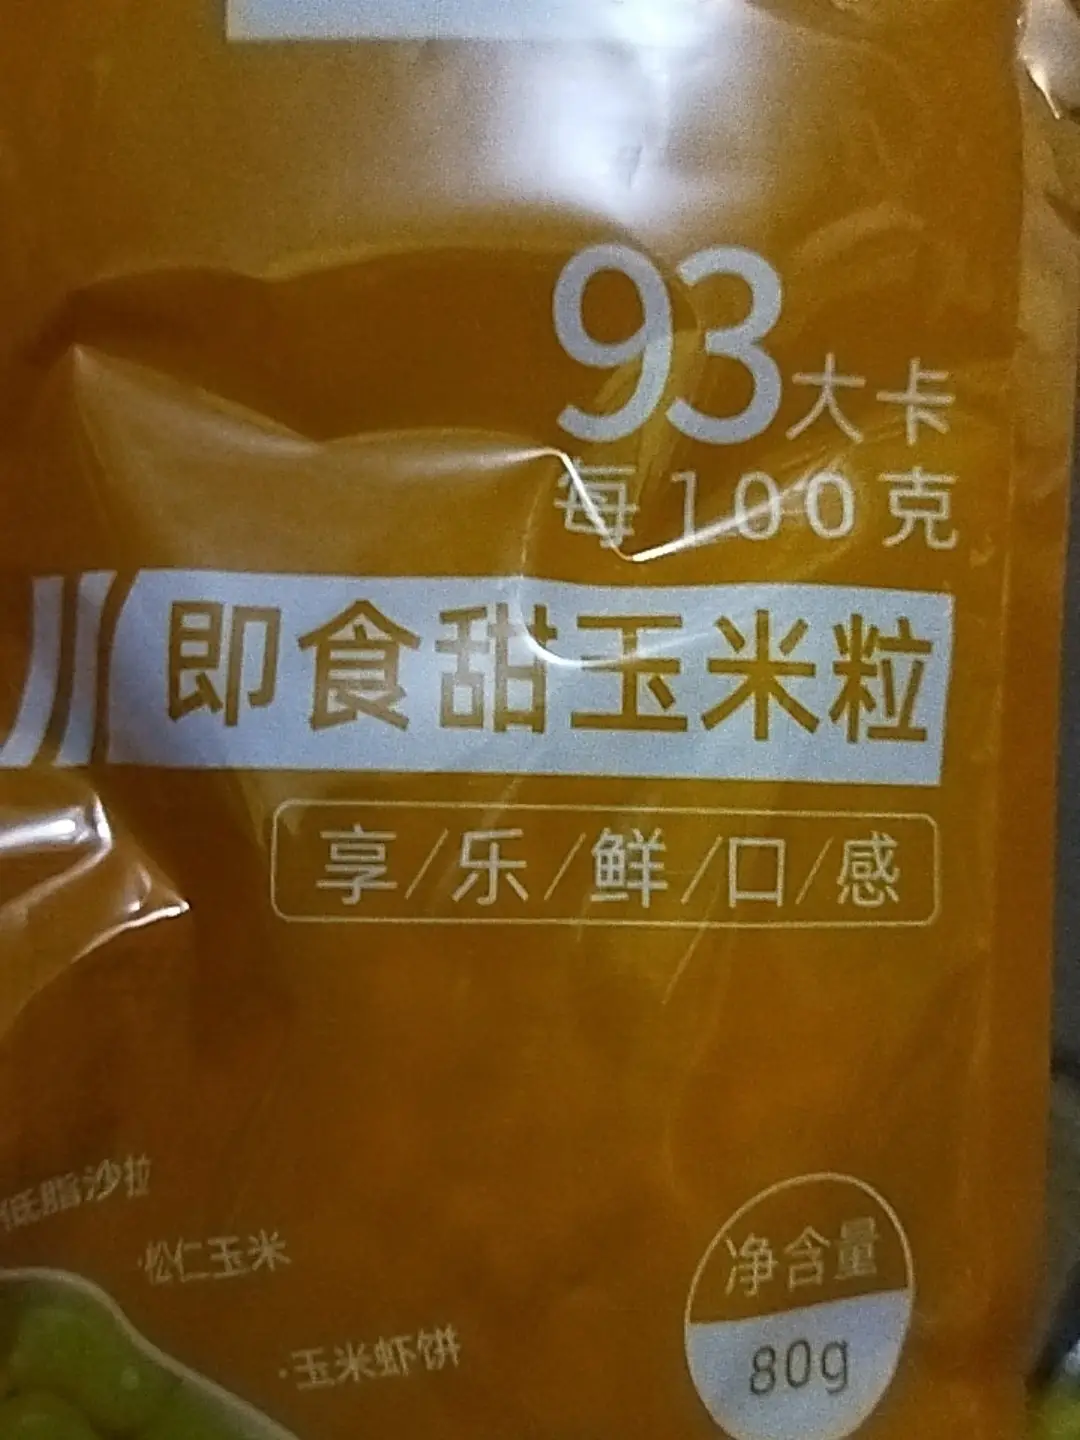 93大卡
每100克
即食甜玉米粒
享/乐/鲜/口/感
低脂沙拉
·松仁玉米
·玉米虾饼
净含量
80g